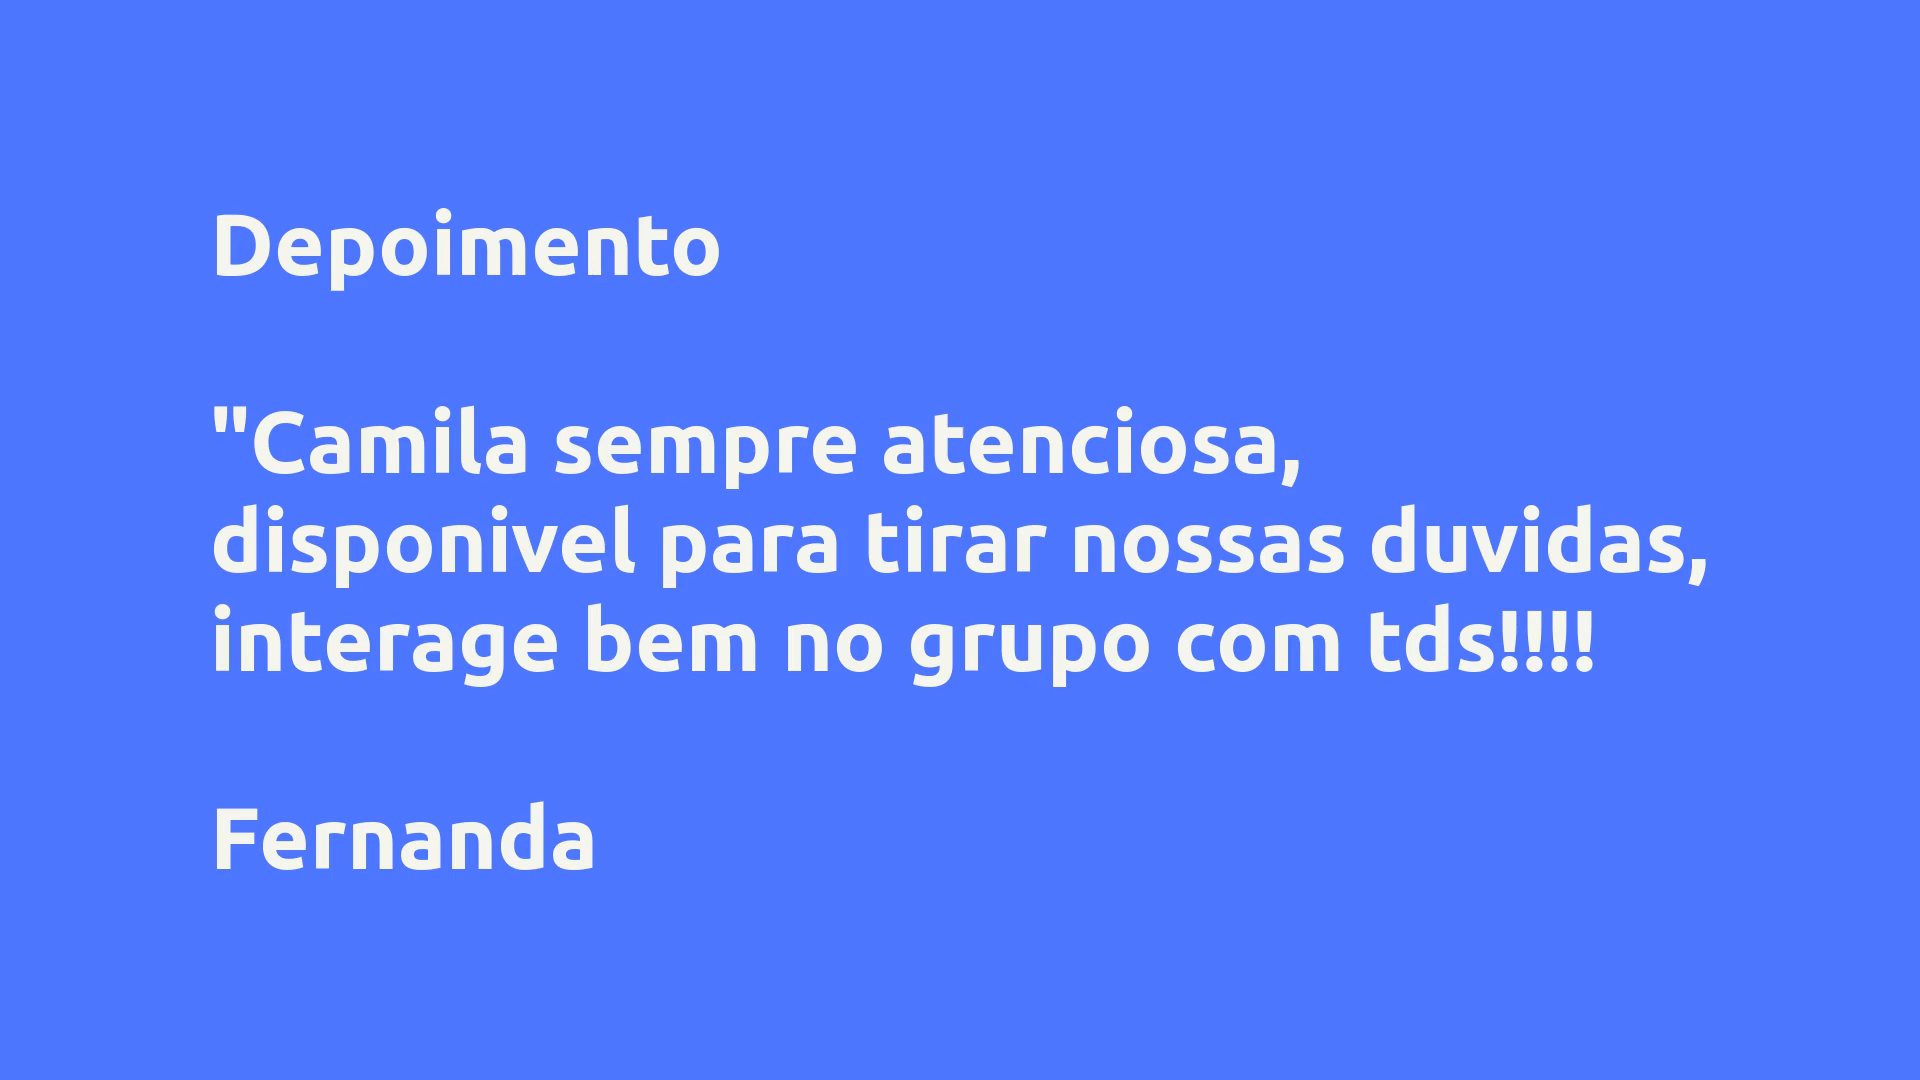 Depoimento
"Camila sempre atenciosa,
disponivel para tirar nossas duvidas,
interage bem no grupo com tds!!!!
Fernanda